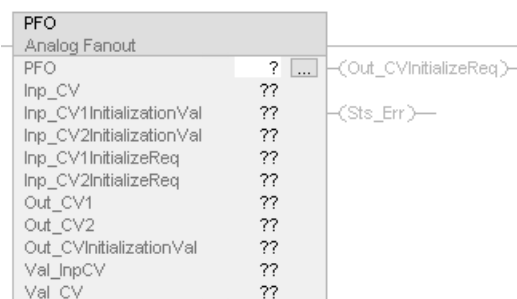 PFO
Analog Fanout
PFO ? ... (Out_CVInitializeReq)
Inp_CV ??
Inp_CV1InitializationVal ?? (Sts_Err)
Inp_CV2InitializationVal ??
Inp_CV1InitializeReq ??
Inp_CV2InitializeReq ??
Out_CV1 ??
Out_CV2 ??
Out_CVInitializationVal ??
Val_InpCV ??
Val_CV ??